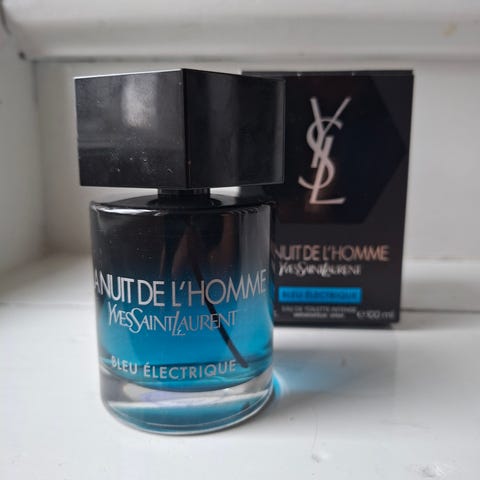 A NUIT DE L'HOMME
YVESSAINTLAURENT
BLEU ÉLECTRIQUE
YSL
NUIT DE L'HOMME
YVESSAINTLAURENT
BLEU ÉLECTRIQUE
EAU DE TOILETTE INTENSE
100 ml